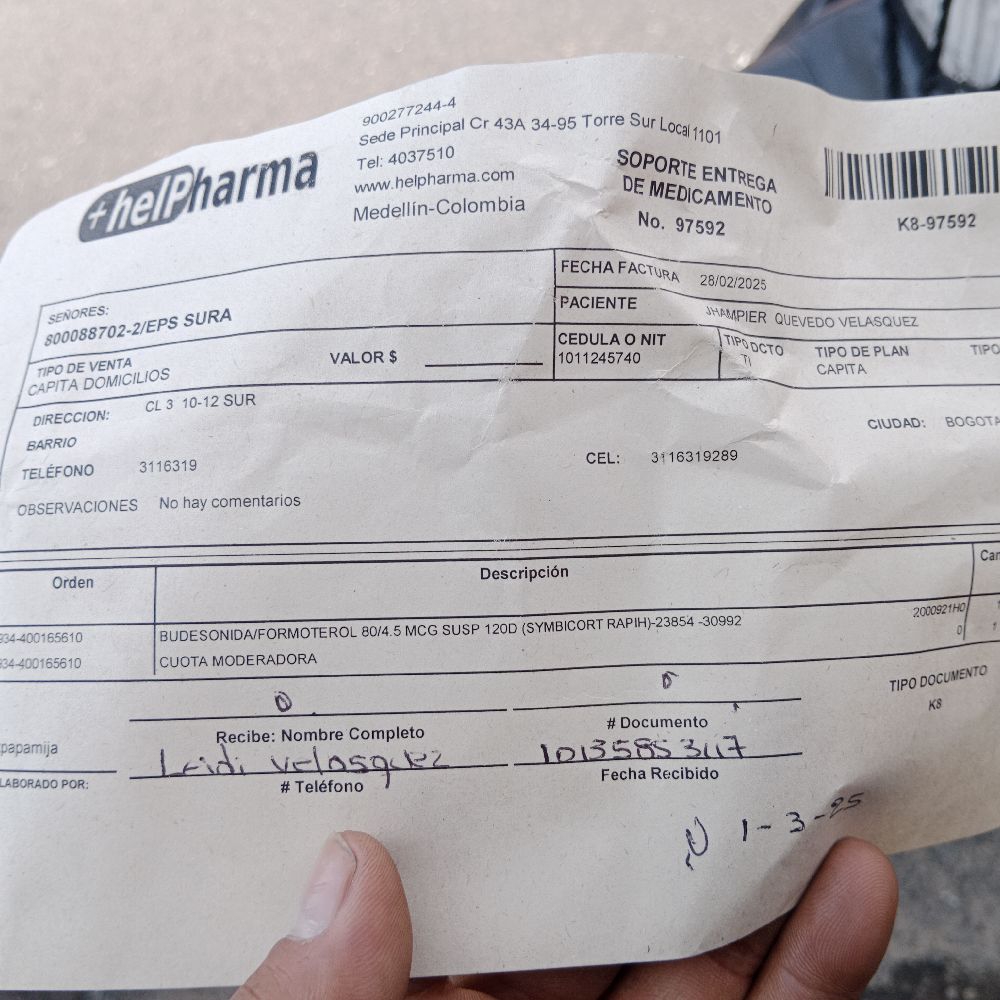 +helPharma
900277244-4
Sede Principal Cr 43A 34-95 Torre Sur Local 1101
Tel: 4037510
www.helpharma.com
Medellín-Colombia
SOPORTE ENTREGA
DE MEDICAMENTO
No. 97592
K8-97592
SEÑORES:
800088702-2/EPS SURA
FECHA FACTURA 28/02/2025
PACIENTE JHAMPIER QUEVEDO VELASQUEZ
TIPO DE VENTA
CAPITA DOMICILIOS
VALOR $
CEDULA O NIT
1011245740
TIPO DCTO
TI
TIPO DE PLAN
CAPITA
TIPO
DIRECCION: CL 3 10-12 SUR
BARRIO
CIUDAD: BOGOTA
TELÉFONO 3116319
CEL: 3116319289
OBSERVACIONES No hay comentarios
Orden Descripción Can
934-400165610 BUDESONIDA/FORMOTEROL 80/4.5 MCG SUSP 120D (SYMBICORT RAPIH)-23854 -30992 2000921H0 1
934-400165610 CUOTA MODERADORA 0 1
TIPO DOCUMENTO
K8
papamija
LABORADO POR:
Recibe: Nombre Completo
# Documento
Leidi Velasquez
# Teléfono
Fecha Recibido
1-3-25